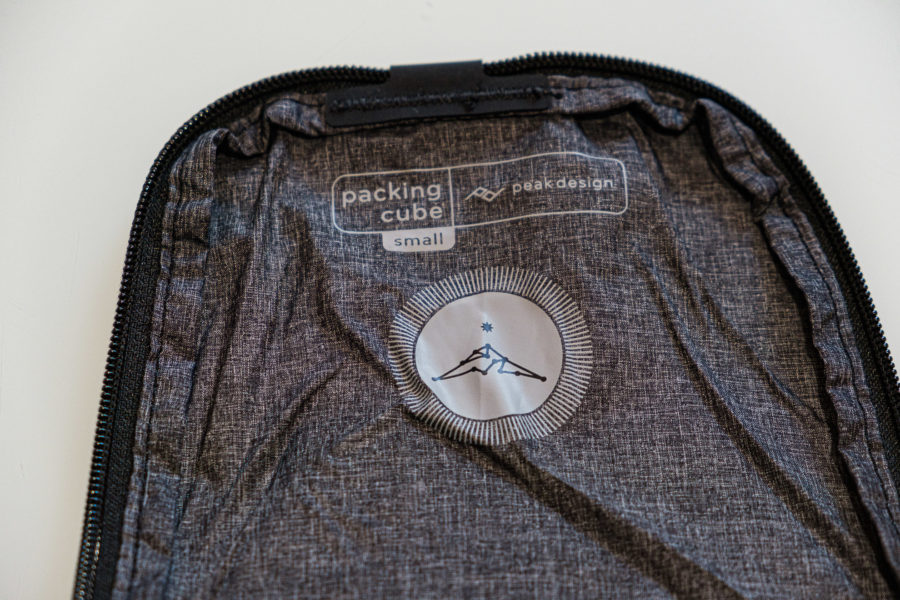 packing
cube
small
peak design